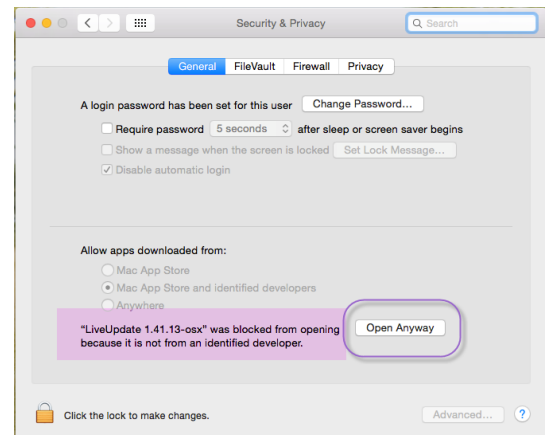 Security & Privacy
Search
General FileVault Firewall Privacy
A login password has been set for this user Change Password...
Require password 5 seconds after sleep or screen saver begins
Show a message when the screen is locked Set Lock Message...
Disable automatic login
Allow apps downloaded from:
Mac App Store
Mac App Store and identified developers
Anywhere
“LiveUpdate 1.41.13-osx” was blocked from opening Open Anyway
because it is not from an identified developer.
Click the lock to make changes. Advanced... ?